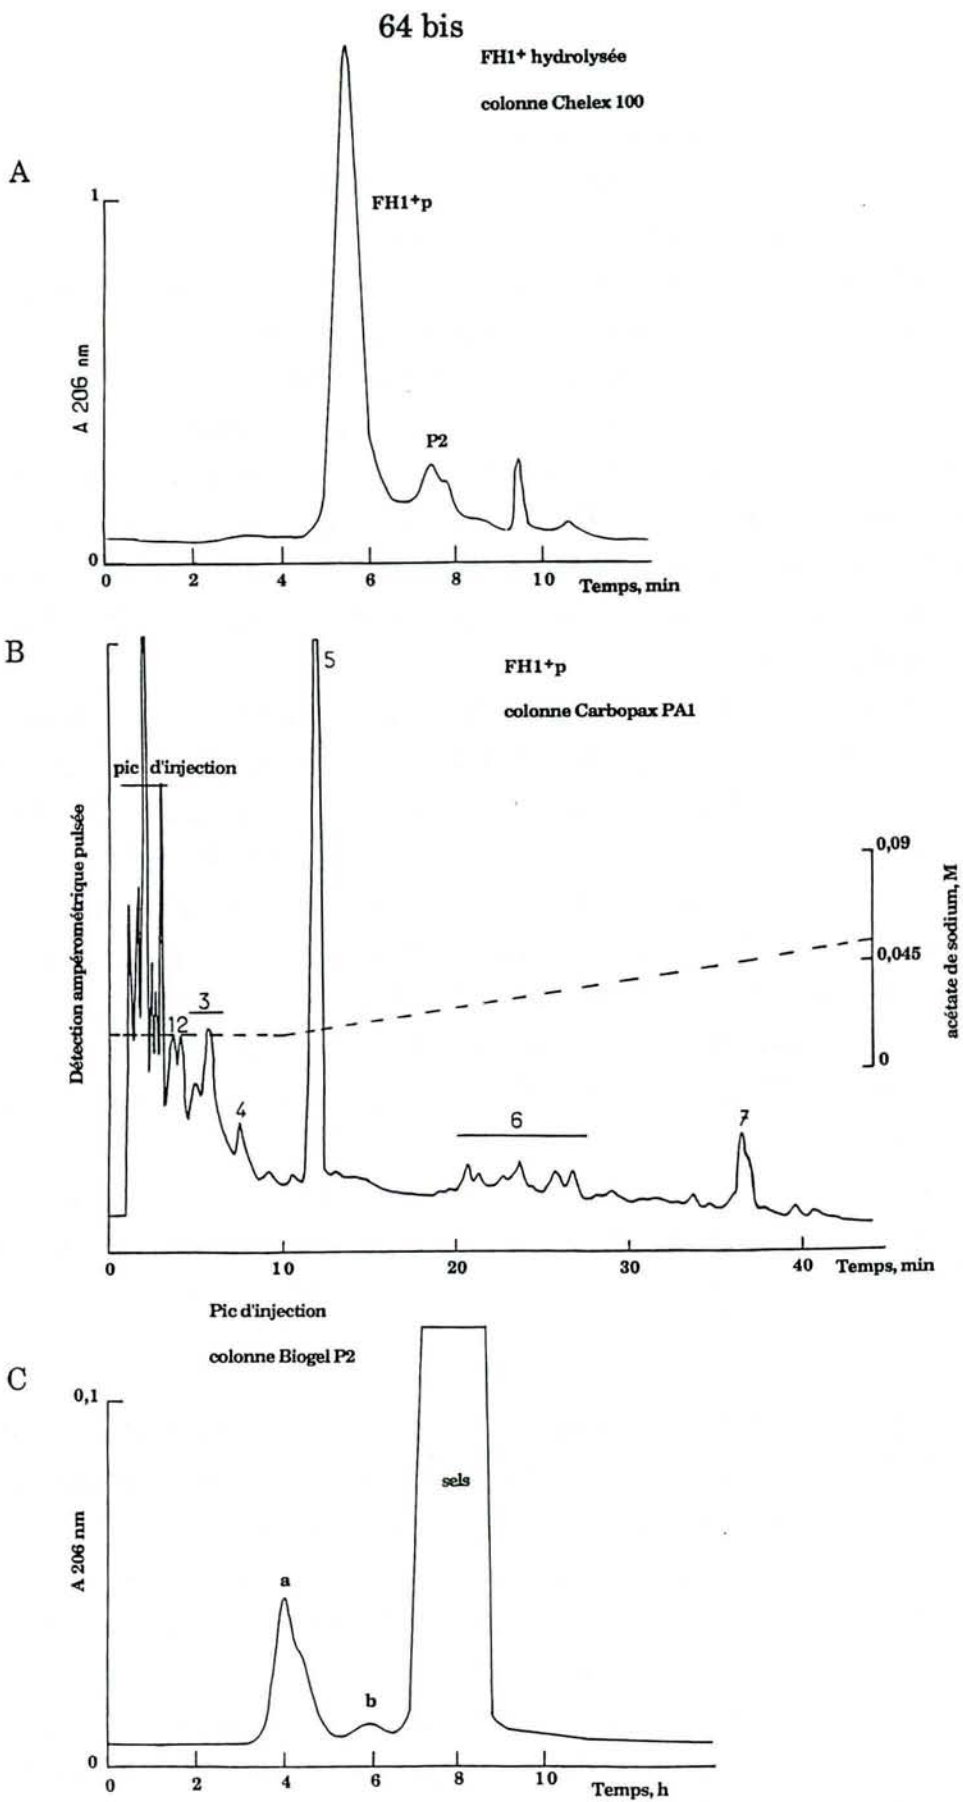 64 bis
FH1+ hydrolysée
colonne Chelex 100
A
1
FH1+p
A 206 nm
P2
0
0 2 4 6 8 10 Temps, min
B
5
FH1+p
colonne Carbopax PA1
pic d'injection
Détection ampérométrique pulsée
0,09
0,045
0
acétate de sodium, M
3
12
4
6
7
0 10 20 30 40 Temps, min
Pic d'injection
colonne Biogel P2
C
0,1
sels
A 206 nm
a
b
0
0 2 4 6 8 10 Temps, h